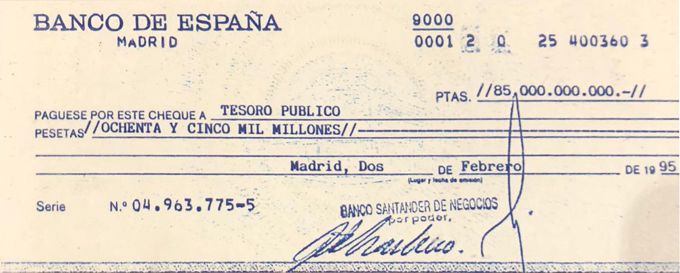 BANCO DE ESPAÑA
MADRID
9000
0001 2 0 25 400360 3
PTAS. //85,000.000.000.-//
PAGUESE POR ESTE CHEQUE A TESORO PUBLICO
PESETAS //OCHENTA Y CINCO MIL MILLONES//
Madrid, Dos DE Febrero DE 1995
(Lugar y fecha de emisión)
Serie N.º 04.963.775-5
BANCO SANTANDER DE NEGOCIOS
por poder,